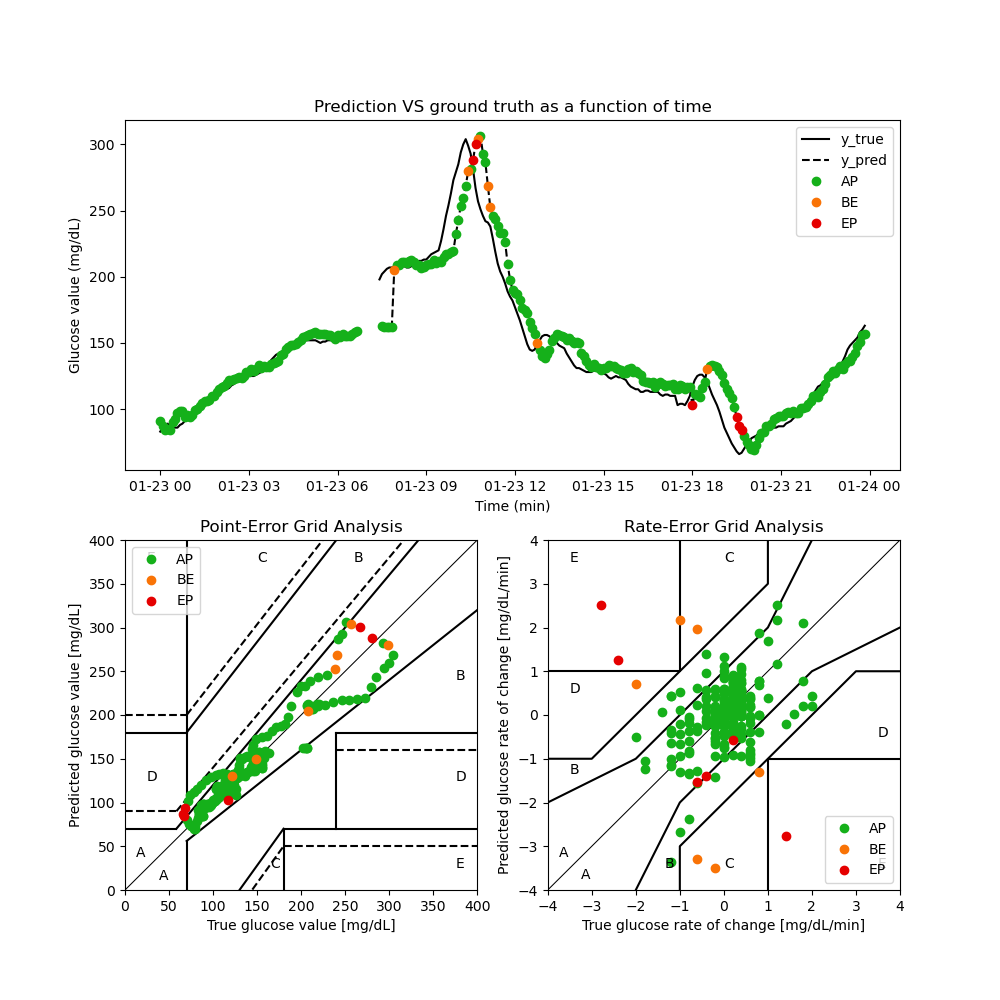 Prediction VS ground truth as a function of time
Glucose value (mg/dL)
300
250
200
150
100
y_true
y_pred
AP
BE
EP
01-23 00 01-23 03 01-23 06 01-23 09 01-23 12 01-23 15 01-23 18 01-23 21 01-24 00
Time (min)
Point-Error Grid Analysis
Predicted glucose value [mg/dL]
400
350
300
250
200
150
100
50
0
AP
BE
EP
E
C
B
B
D
D
A
A
C
E
0 50 100 150 200 250 300 350 400
True glucose value [mg/dL]
Rate-Error Grid Analysis
Predicted glucose rate of change [mg/dL/min]
4
3
2
1
0
−1
−2
−3
−4
E
C
D
D
B
A
A
B
C
E
AP
BE
EP
−4 −3 −2 −1 0 1 2 3 4
True glucose rate of change [mg/dL/min]